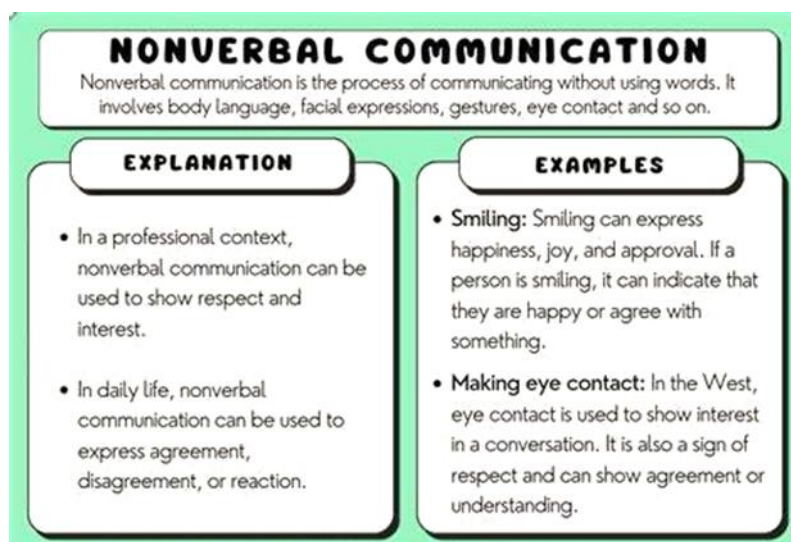 NONVERBAL COMMUNICATION
Nonverbal communication is the process of communicating without using words. It
involves body language, facial expressions, gestures, eye contact and so on.
EXPLANATION
• In a professional context,
nonverbal communication can be
used to show respect and
interest.
• In daily life, nonverbal
communication can be used to
express agreement,
disagreement, or reaction.
EXAMPLES
• Smiling: Smiling can express
happiness, joy, and approval. If a
person is smiling, it can indicate that
they are happy or agree with
something.
• Making eye contact: In the West,
eye contact is used to show interest
in a conversation. It is also a sign of
respect and can show agreement or
understanding.